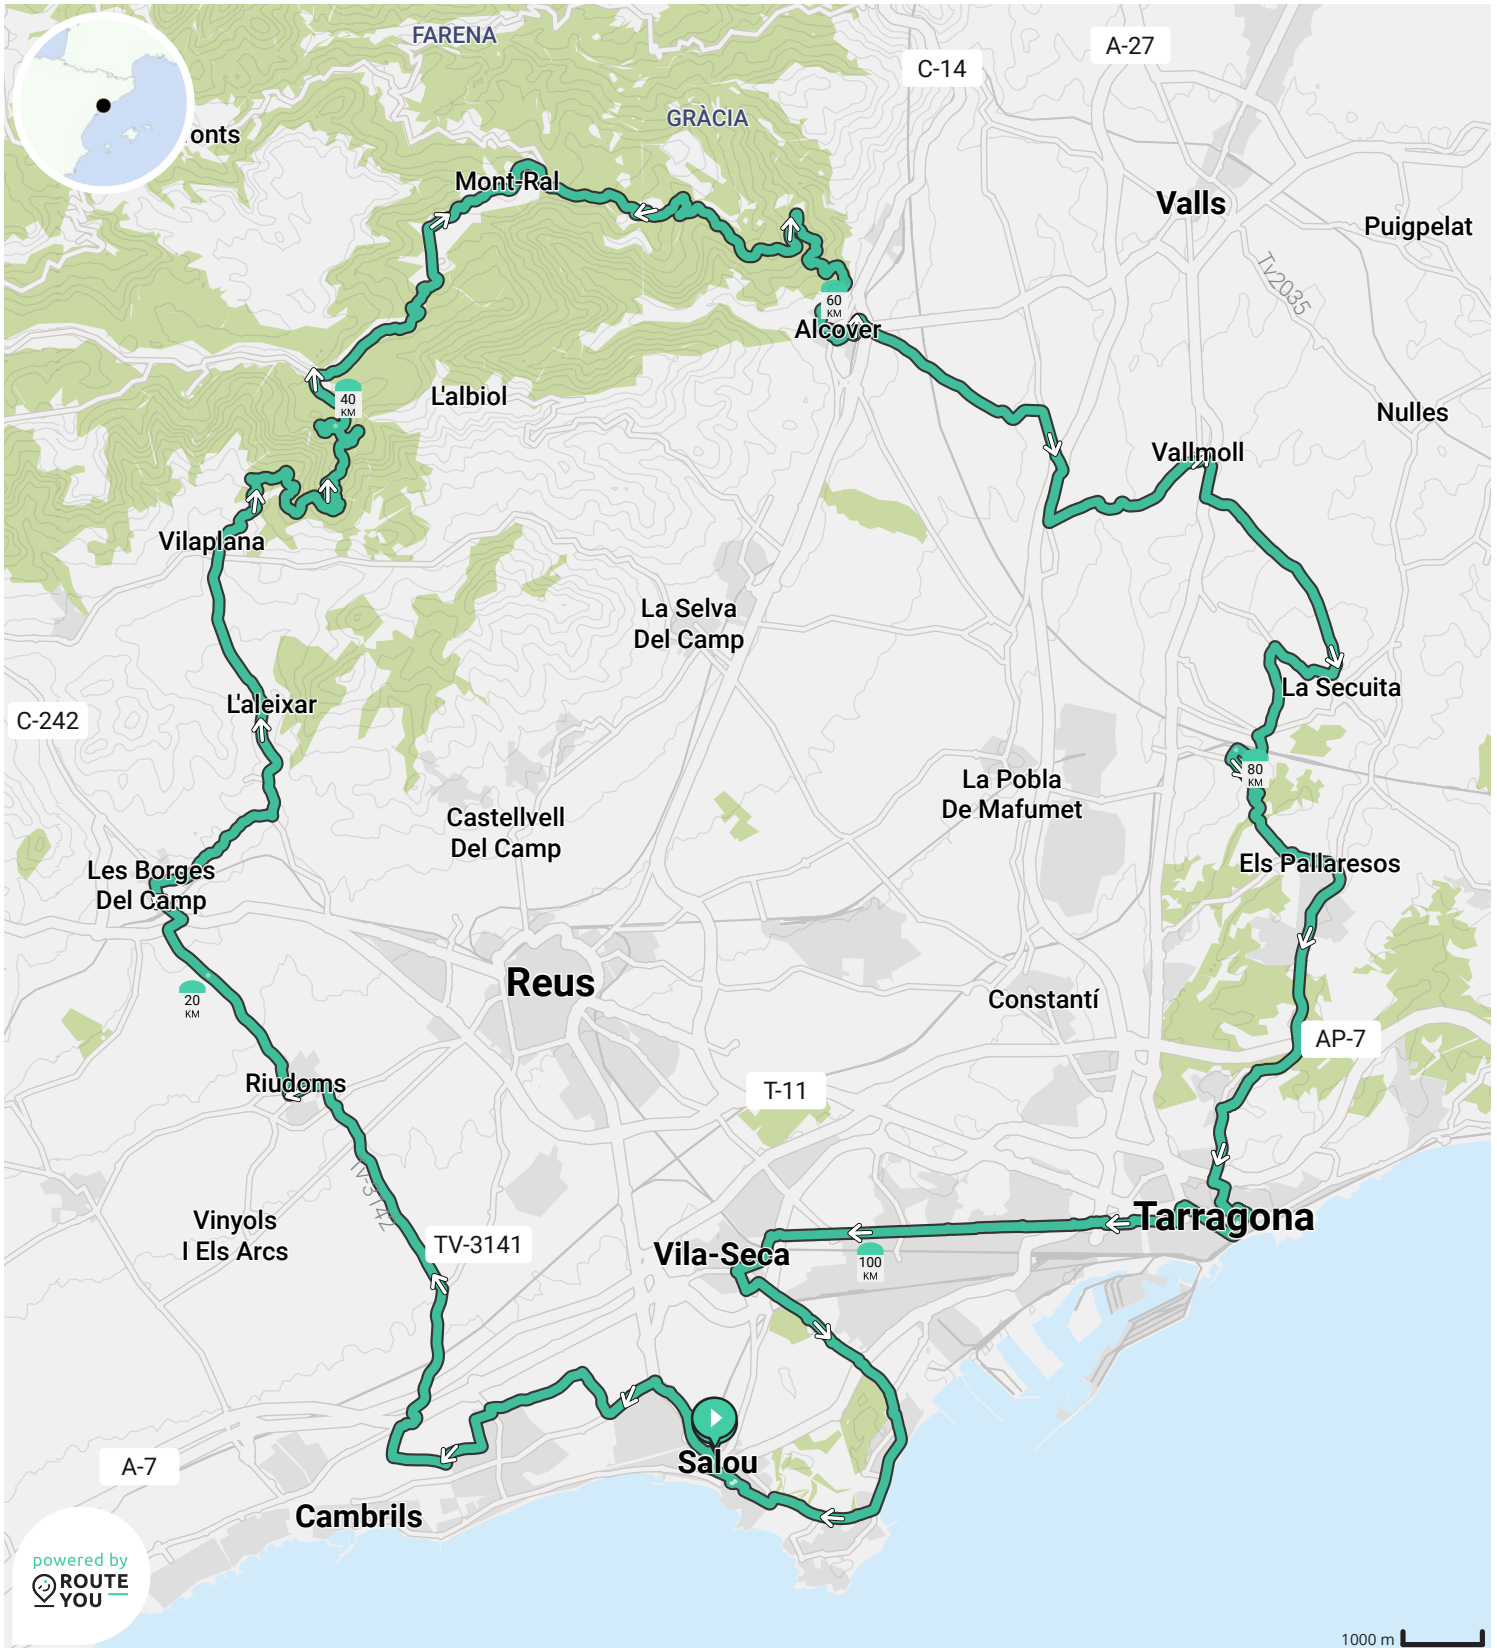 FARENA
A-27
C-14
GRÀCIA
onts
Mont-Ral
Valls
Puigpelat
Tv2035
60
KM
Alcover
40
KM
L'albiol
Nulles
Vallmoll
Vilaplana
La Selva
Del Camp
La Secuita
L'aleixar
C-242
80
KM
La Pobla
De Mafumet
Castellvell
Del Camp
Els Pallaresos
Les Borges
Del Camp
Reus
Constantí
20
KM
AP-7
Riudoms
T-11
TV-3142
Tarragona
Vinyols
I Els Arcs
TV-3141
Vila-Seca
100
KM
Salou
A-7
Cambrils
powered by
ROUTE
YOU
1000 m